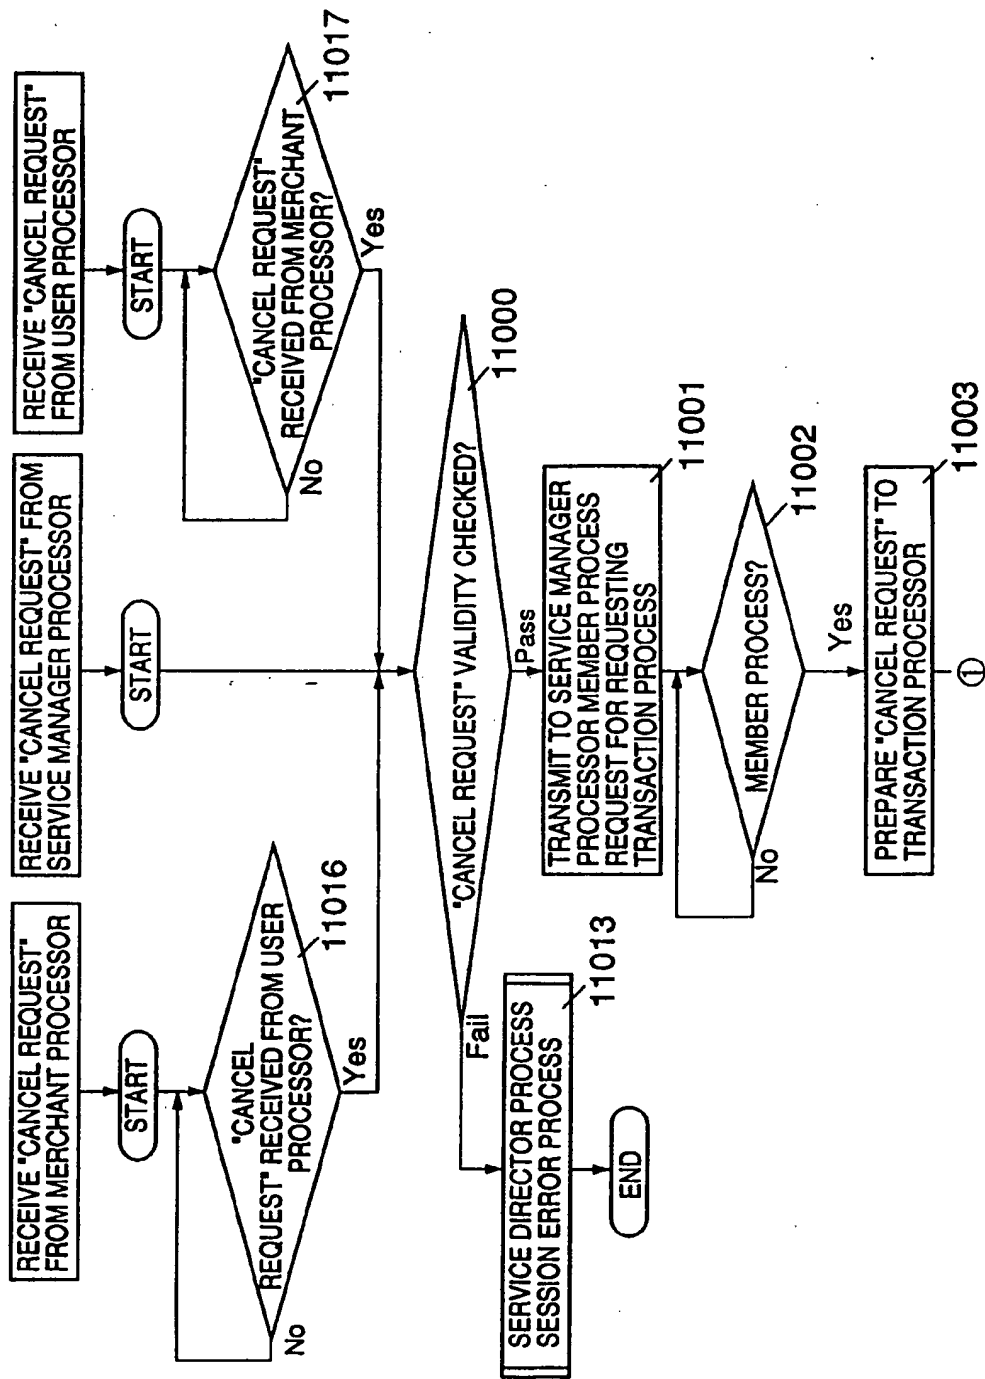 RECEIVE "CANCEL REQUEST"
FROM MERCHANT PROCESSOR
RECEIVE "CANCEL REQUEST" FROM
SERVICE MANAGER PROCESSOR
RECEIVE "CANCEL REQUEST"
FROM USER PROCESSOR
START
START
START
"CANCEL
REQUEST" RECEIVED FROM USER
PROCESSOR?
11016
No
Yes
"CANCEL REQUEST"
RECEIVED FROM MERCHANT
PROCESSOR?
11017
No
Yes
"CANCEL REQUEST" VALIDITY CHECKED?
11000
Fail
Pass
SERVICE DIRECTOR PROCESS
SESSION ERROR PROCESS
11013
END
TRANSMIT TO SERVICE MANAGER
PROCESSOR MEMBER PROCESS
REQUEST FOR REQUESTING
TRANSACTION PROCESS
11001
MEMBER PROCESS?
11002
No
Yes
PREPARE "CANCEL REQUEST" TO
TRANSACTION PROCESSOR
11003
①